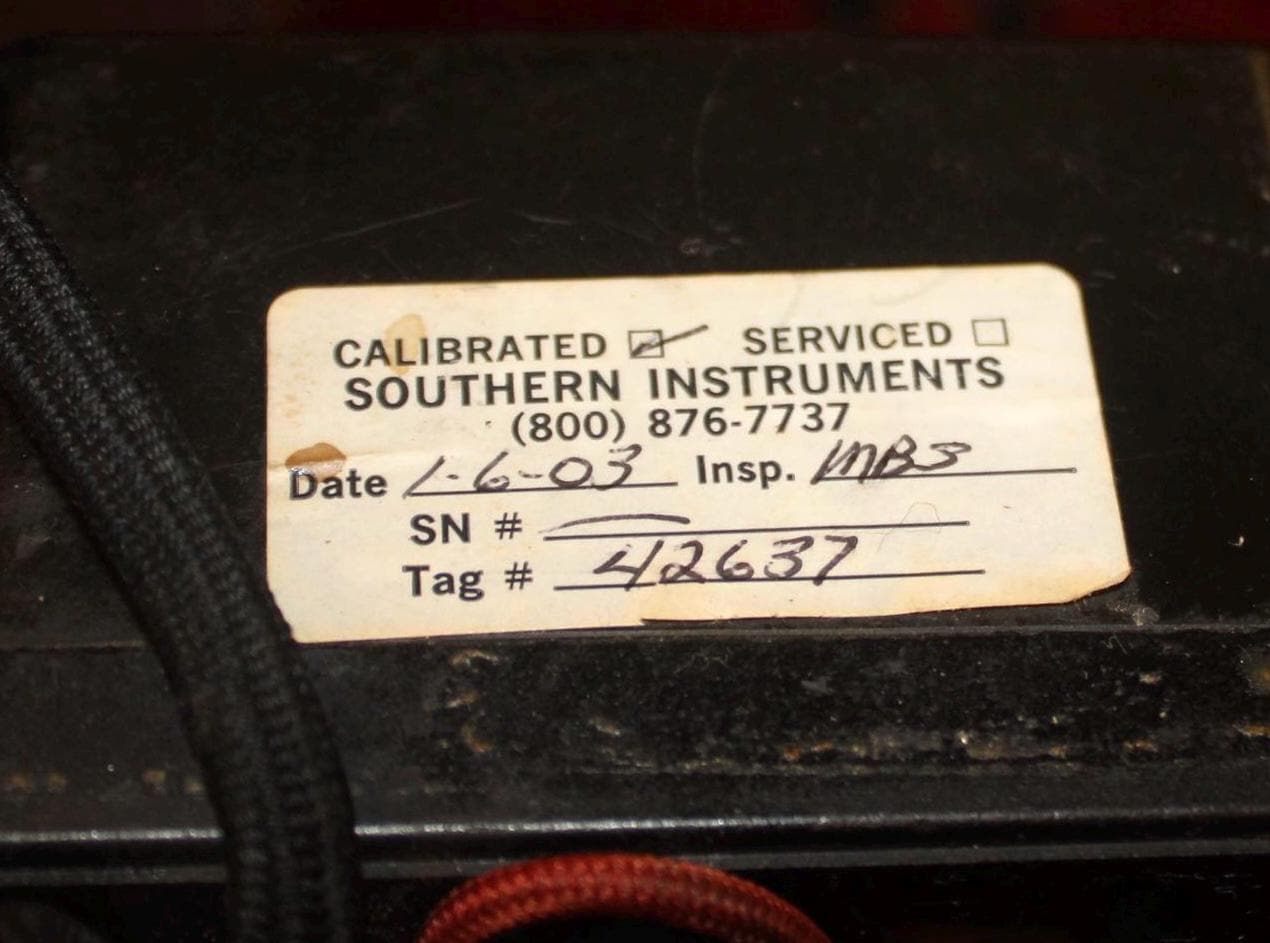 CALIBRATED ☑ SERVICED ☐
SOUTHERN INSTRUMENTS
(800) 876-7737
Date 1-6-03 Insp. MBS
SN # —
Tag # 42637